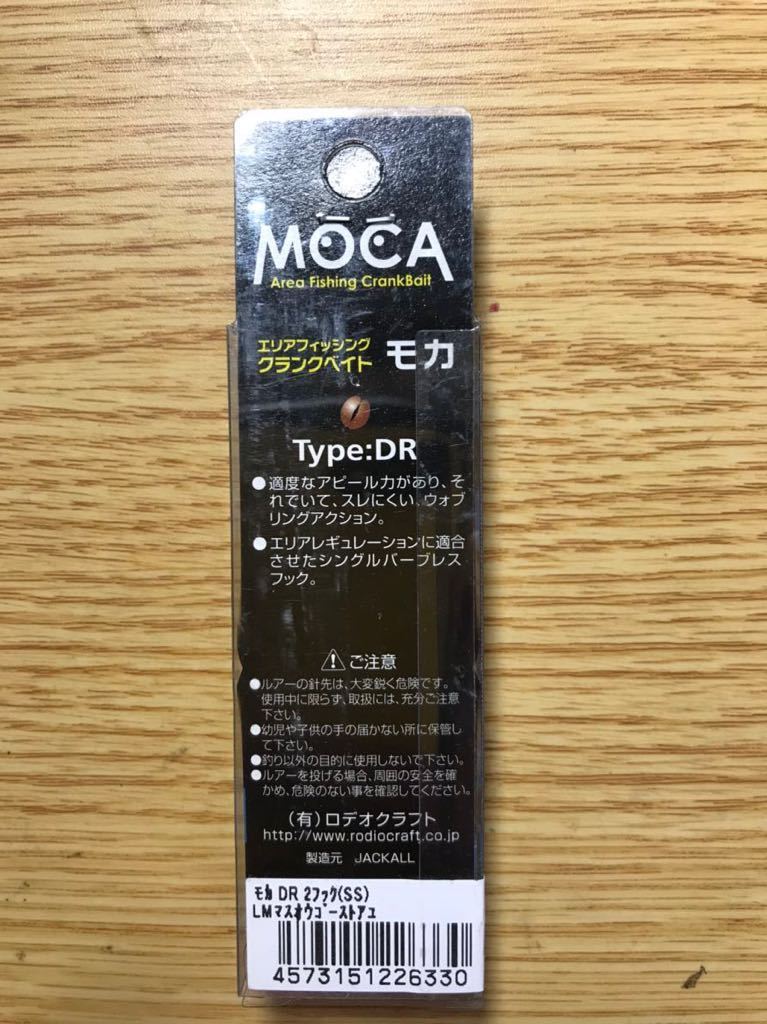 MOCA
Area Fishing CrankBait
エリアフィッシング
クランクベイト モカ
Type:DR
●適度なアピール力があり、そ
れでいて、スレにくい、ウォブ
リングアクション。
●エリアレギュレーションに適合
させたシングルバーブレス
フック。
ご注意
●ルアーの針先は、大変鋭く危険です。
使用中に限らず、取扱には、充分ご注意
下さい。
●幼児や子供の手の届かない所に保管し
て下さい。
●釣り以外の目的に使用しないで下さい。
●ルアーを投げる場合、周囲の安全を確
かめ、危険のない事を確認してください。
（有）ロデオクラフト
http://www.rodiocraft.co.jp
製造元 JACKALL
ﾓｶ DR 2ﾌｯｸ(SS)
LMﾏｽｵｳｺﾞｰｽﾄｱﾕ
4573151226330